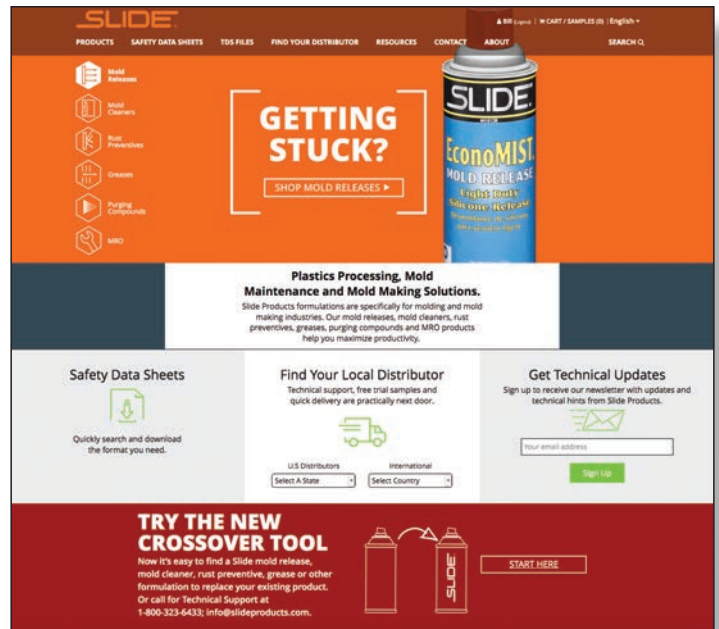 SLIDE
Bill (Logout) | CART / SAMPLES (0) | English
PRODUCTS SAFETY DATA SHEETS TDS FILES FIND YOUR DISTRIBUTOR RESOURCES CONTACT ABOUT SEARCH
Mold
Releases
Mold
Cleaners
Rust
Preventives
Greases
Purging
Compounds
MRO
GETTING
STUCK?
SHOP MOLD RELEASES
SLIDE
EconoMIST
MOLD RELEASE
Light Duty
Silicone Release
Plastics Processing, Mold
Maintenance and Mold Making Solutions.
Slide Products formulations are specifically for molding and mold
making industries. Our mold releases, mold cleaners, rust
preventives, greases, purging compounds and MRO products
help you maximize productivity.
Safety Data Sheets
Quickly search and download
the format you need.
Find Your Local Distributor
Technical support, free trial samples and
quick delivery are practically next door.
U.S Distributors International
Select A State Select Country
Get Technical Updates
Sign up to receive our newsletter with updates and
technical hints from Slide Products.
Your email address
Sign Up
TRY THE NEW
CROSSOVER TOOL
Now it's easy to find a Slide mold release,
mold cleaner, rust preventive, grease or other
formulation to replace your existing product.
Or call for Technical Support at
1-800-323-6433; info@slideproducts.com.
SLIDE
START HERE